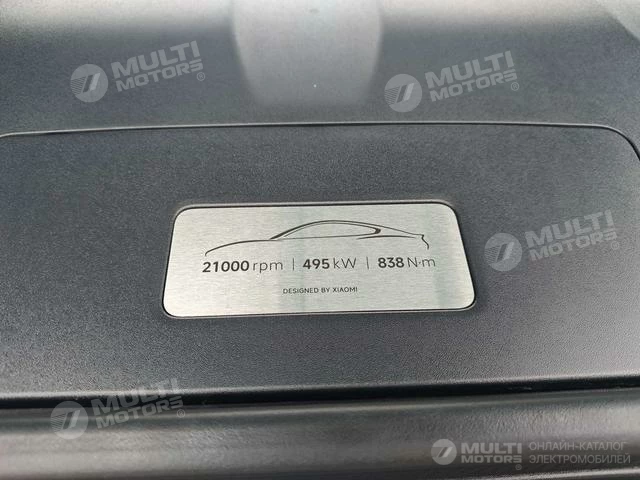 MULTI
MOTORS®
MULTI
MOTORS®
21000 rpm | 495 kW | 838 N·m
DESIGNED BY XIAOMI
MULTI
MOTORS®
MULTI
MOTORS®
MULTI
MOTORS®
ОНЛАЙН-КАТАЛОГ
ЭЛЕКТРОМОБИЛЕЙ